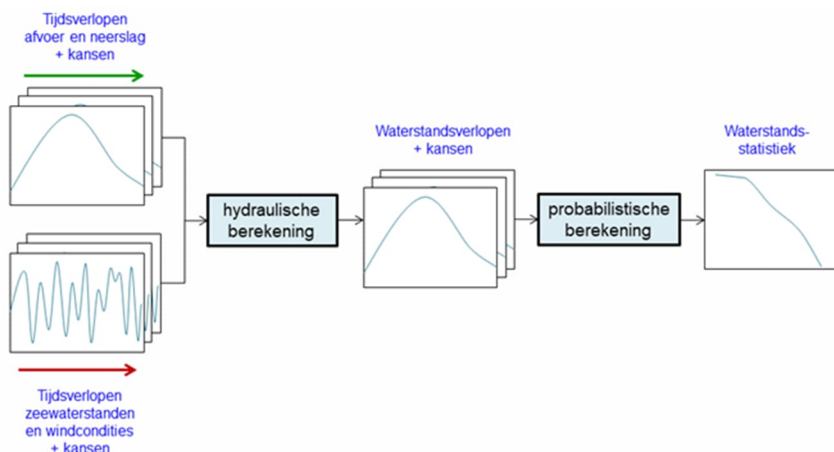 Tijdsverlopen
afvoer en neerslag
+ kansen
hydraulische
berekening
Waterstandsverlopen
+ kansen
probabilistische
berekening
Waterstands-
statistiek
Tijdsverlopen
zeewaterstanden
en windcondities
+ kansen